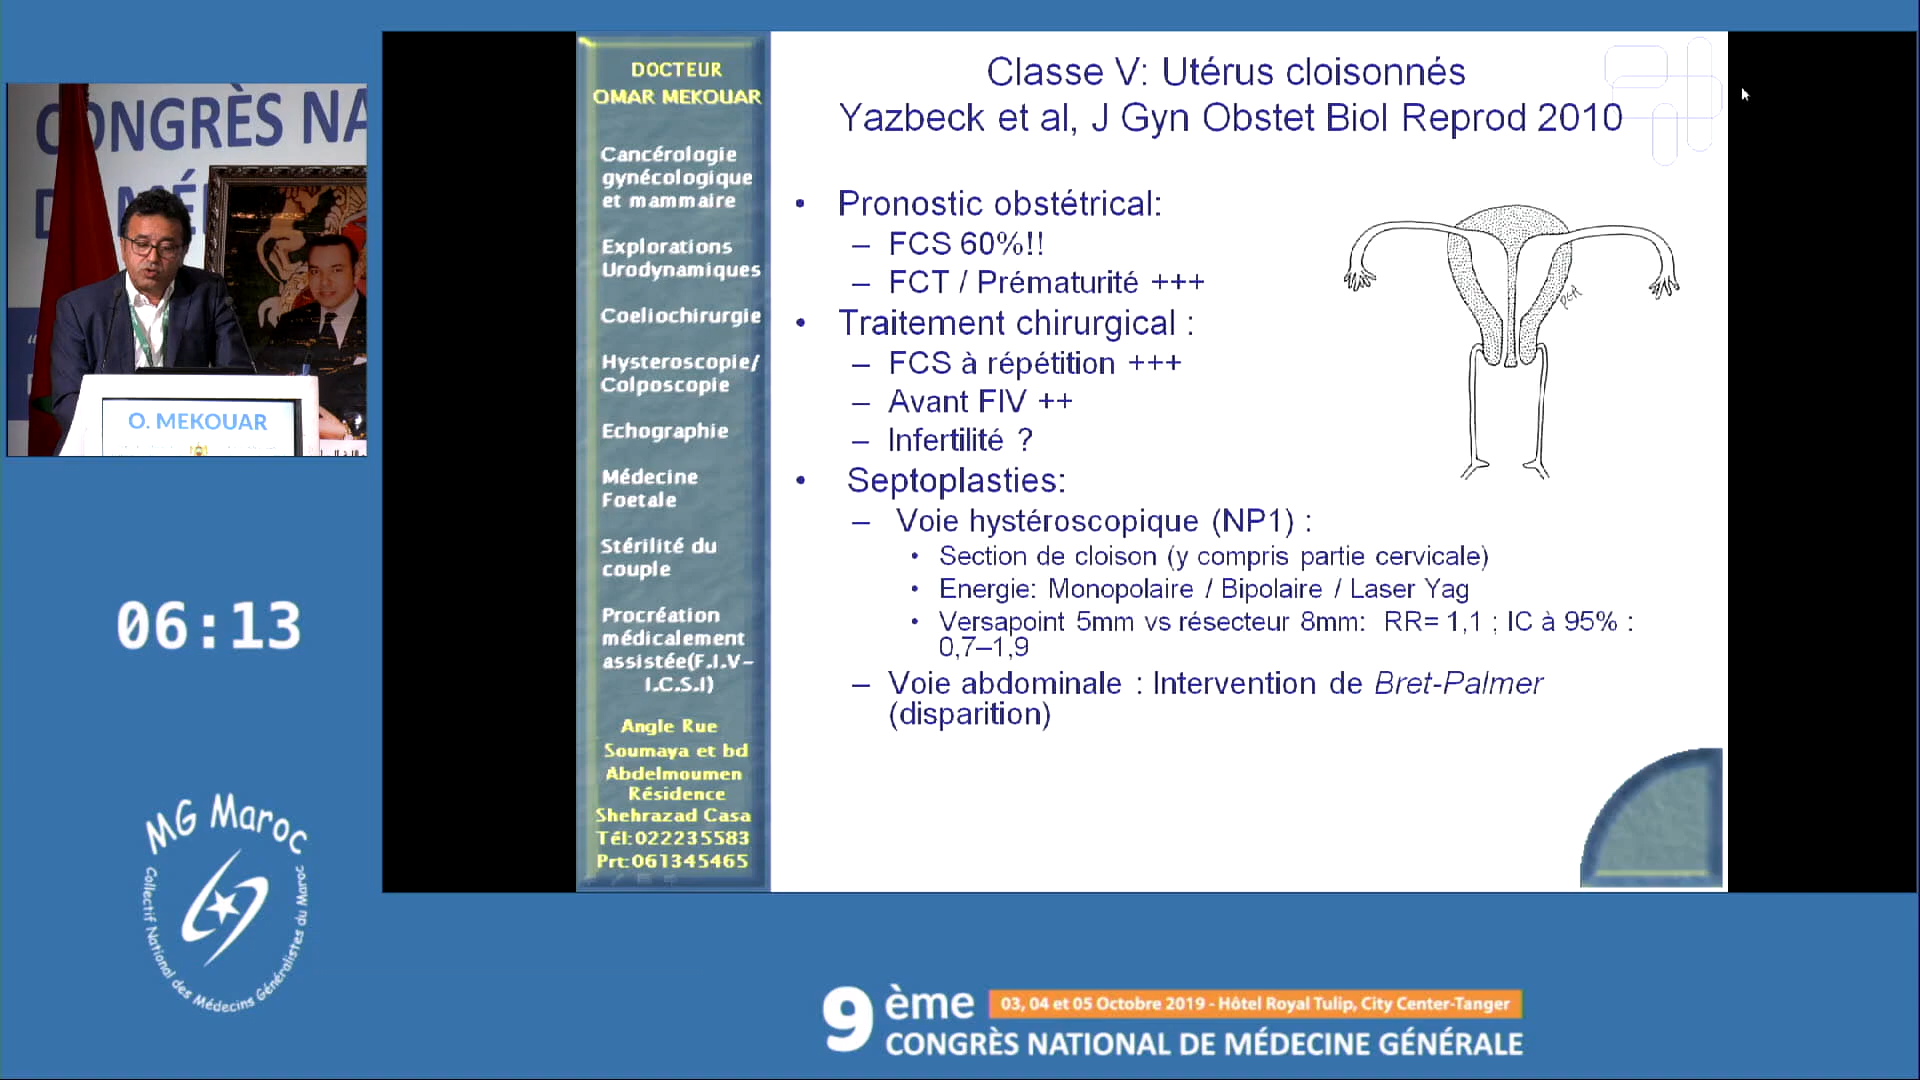 CONGRÈS NA
DE MÉ
O. MEKOUAR
06:13
MG Maroc
Collectif National des Médecins Généralistes du Maroc
DOCTEUR
OMAR MEKOUAR
Cancérologie
gynécologique
et mammaire
Explorations
Urodynamiques
Coeliochirurgie
Hysteroscopie/
Colposcopie
Echographie
Médecine
Foetale
Stérilité du
couple
Procréation
médicalement
assistée(F.I.V-
I.C.S.I)
Angle Rue
Soumaya et bd
Abdelmoumen
Résidence
Shehrazad Casa
Tél:022235583
Prt:061345465
Classe V: Utérus cloisonnés
Yazbeck et al, J Gyn Obstet Biol Reprod 2010
• Pronostic obstétrical:
– FCS 60%!!
– FCT / Prématurité +++
• Traitement chirurgical :
– FCS à répétition +++
– Avant FIV ++
– Infertilité ?
• Septoplasties:
– Voie hystéroscopique (NP1) :
• Section de cloison (y compris partie cervicale)
• Energie: Monopolaire / Bipolaire / Laser Yag
• Versapoint 5mm vs résecteur 8mm: RR= 1,1 ; IC à 95% :
0,7–1,9
– Voie abdominale : Intervention de Bret-Palmer
(disparition)
9ème
03, 04 et 05 Octobre 2019 - Hôtel Royal Tulip, City Center-Tanger
CONGRÈS NATIONAL DE MÉDECINE GÉNÉRALE